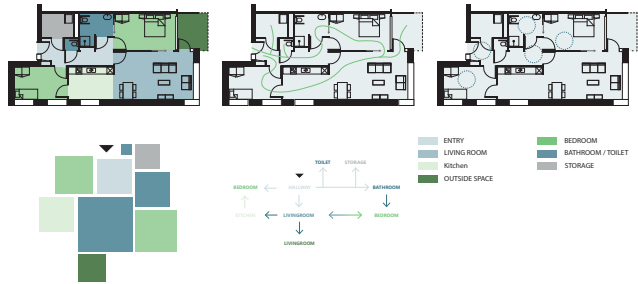 ENTRY
LIVING ROOM
Kitchen
OUTSIDE SPACE
BEDROOM
BATHROOM / TOILET
STORAGE
TOILET STORAGE
BEDROOM HALLWAY BATHROOM
KITCHEN LIVINGROOM BEDROOM
LIVINGROOM